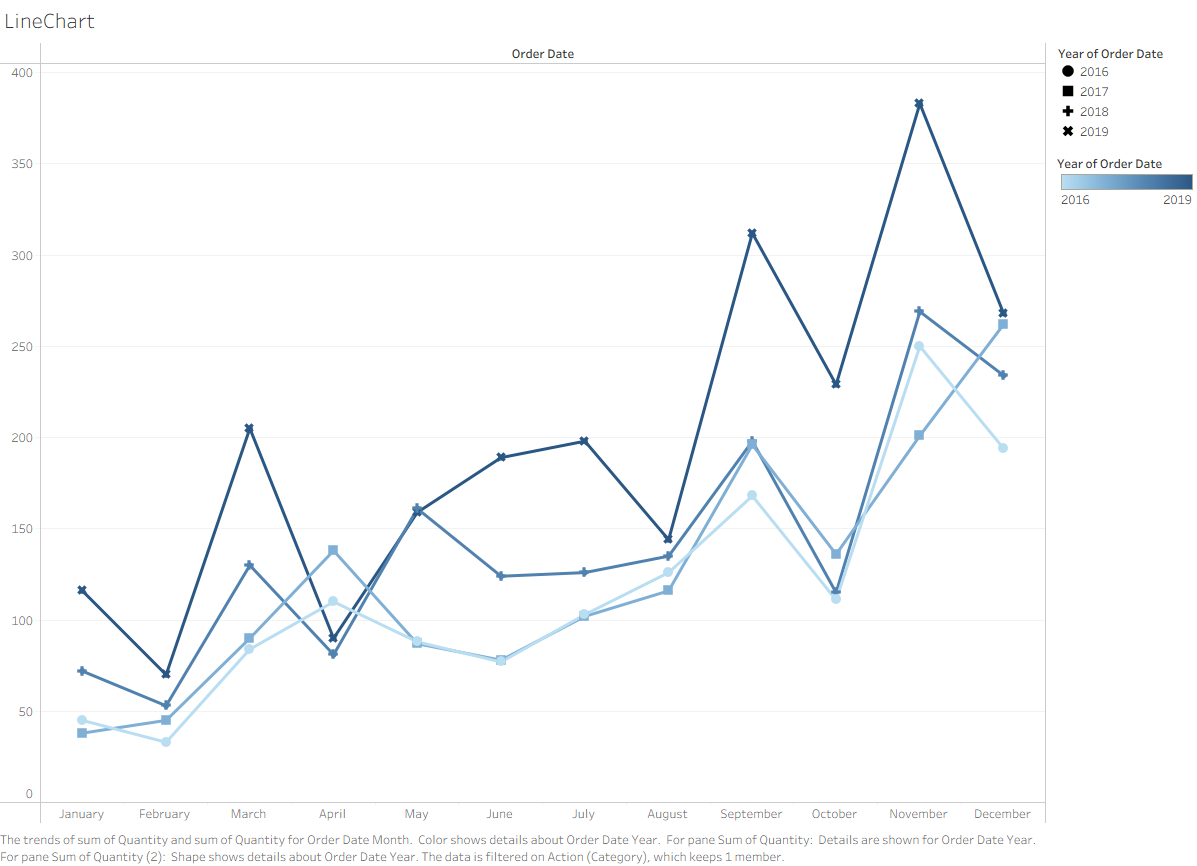 LineChart
Order Date
400
350
300
250
200
150
100
50
0
January February March April May June July August September October November December
Year of Order Date
2016
2017
2018
2019
Year of Order Date
2016 2019
The trends of sum of Quantity and sum of Quantity for Order Date Month. Color shows details about Order Date Year. For pane Sum of Quantity: Details are shown for Order Date Year.
For pane Sum of Quantity (2): Shape shows details about Order Date Year. The data is filtered on Action (Category), which keeps 1 member.